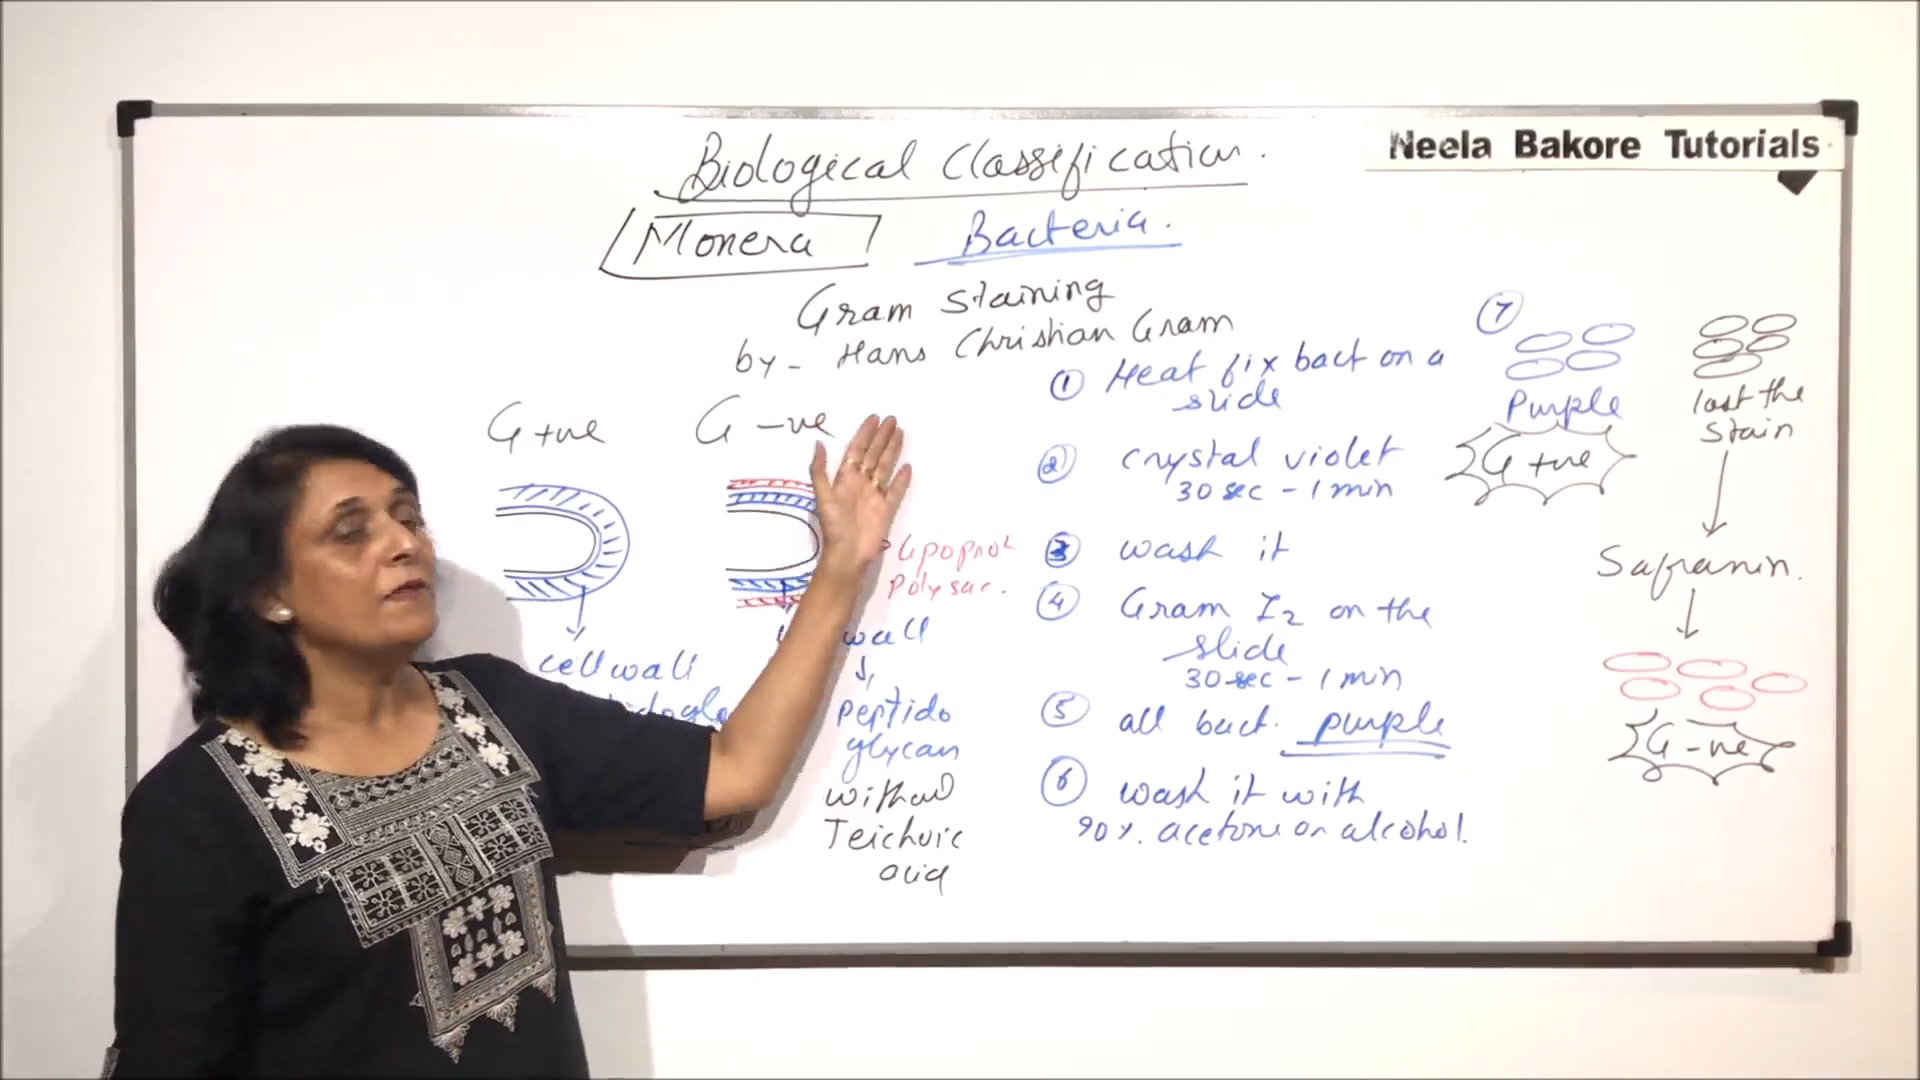 Neela Bakore Tutorials
Biological Classification.
Monera
Bacteria.
Gram Staining
by - Hans Christian Gram
G +ve
G -ve
Lipoprot
Polysac.
cell wall
wall
Peptido
glycan
without
Teichoic
acid
① Heat fix bact on a
slide
② crystal violet
30 sec - 1 min
③ wash it
④ Gram I2 on the
slide
30 sec - 1 min
⑤ all bact. purple
⑥ wash it with
90%. acetone or alcohol.
⑦
Purple
G +ve
lost the
stain
Safranin.
G -ve